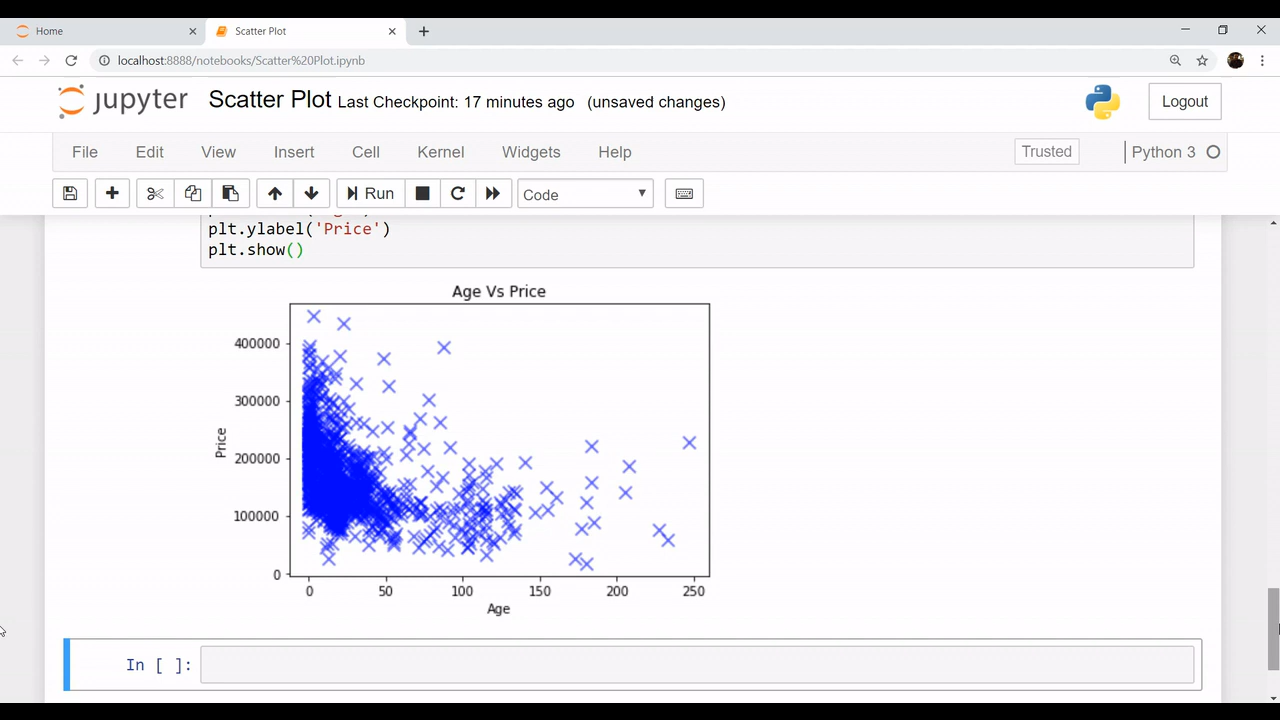 Home
Scatter Plot
localhost:8888/notebooks/Scatter%20Plot.ipynb
jupyter Scatter Plot Last Checkpoint: 17 minutes ago (unsaved changes)
Logout
File Edit View Insert Cell Kernel Widgets Help
Trusted
Python 3
Run
Code
plt.ylabel('Price')
plt.show()
Age Vs Price
400000
300000
200000
100000
0
Price
0 50 100 150 200 250
Age
In [ ]: